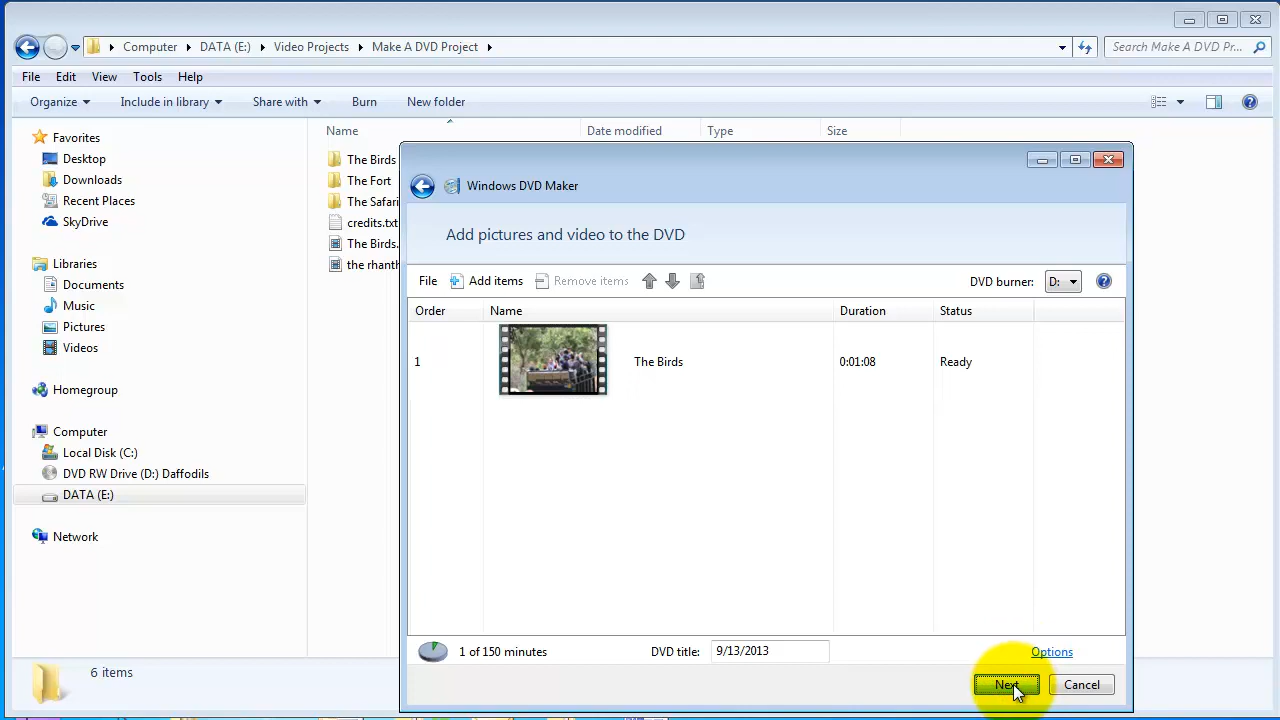 Computer DATA (E:) Video Projects Make A DVD Project
Search Make A DVD Pr...
File Edit View Tools Help
Organize Include in library Share with Burn New folder
Favorites
Desktop
Downloads
Recent Places
SkyDrive
Libraries
Documents
Music
Pictures
Videos
Homegroup
Computer
Local Disk (C:)
DVD RW Drive (D:) Daffodils
DATA (E:)
Network
Name Date modified Type Size
The Birds
The Fort
The Safari
credits.txt
The Birds.
the rhanth
Windows DVD Maker
Add pictures and video to the DVD
File Add items Remove items DVD burner: D:
Order Name Duration Status
1 The Birds 0:01:08 Ready
1 of 150 minutes DVD title: 9/13/2013 Options
Next Cancel
6 items